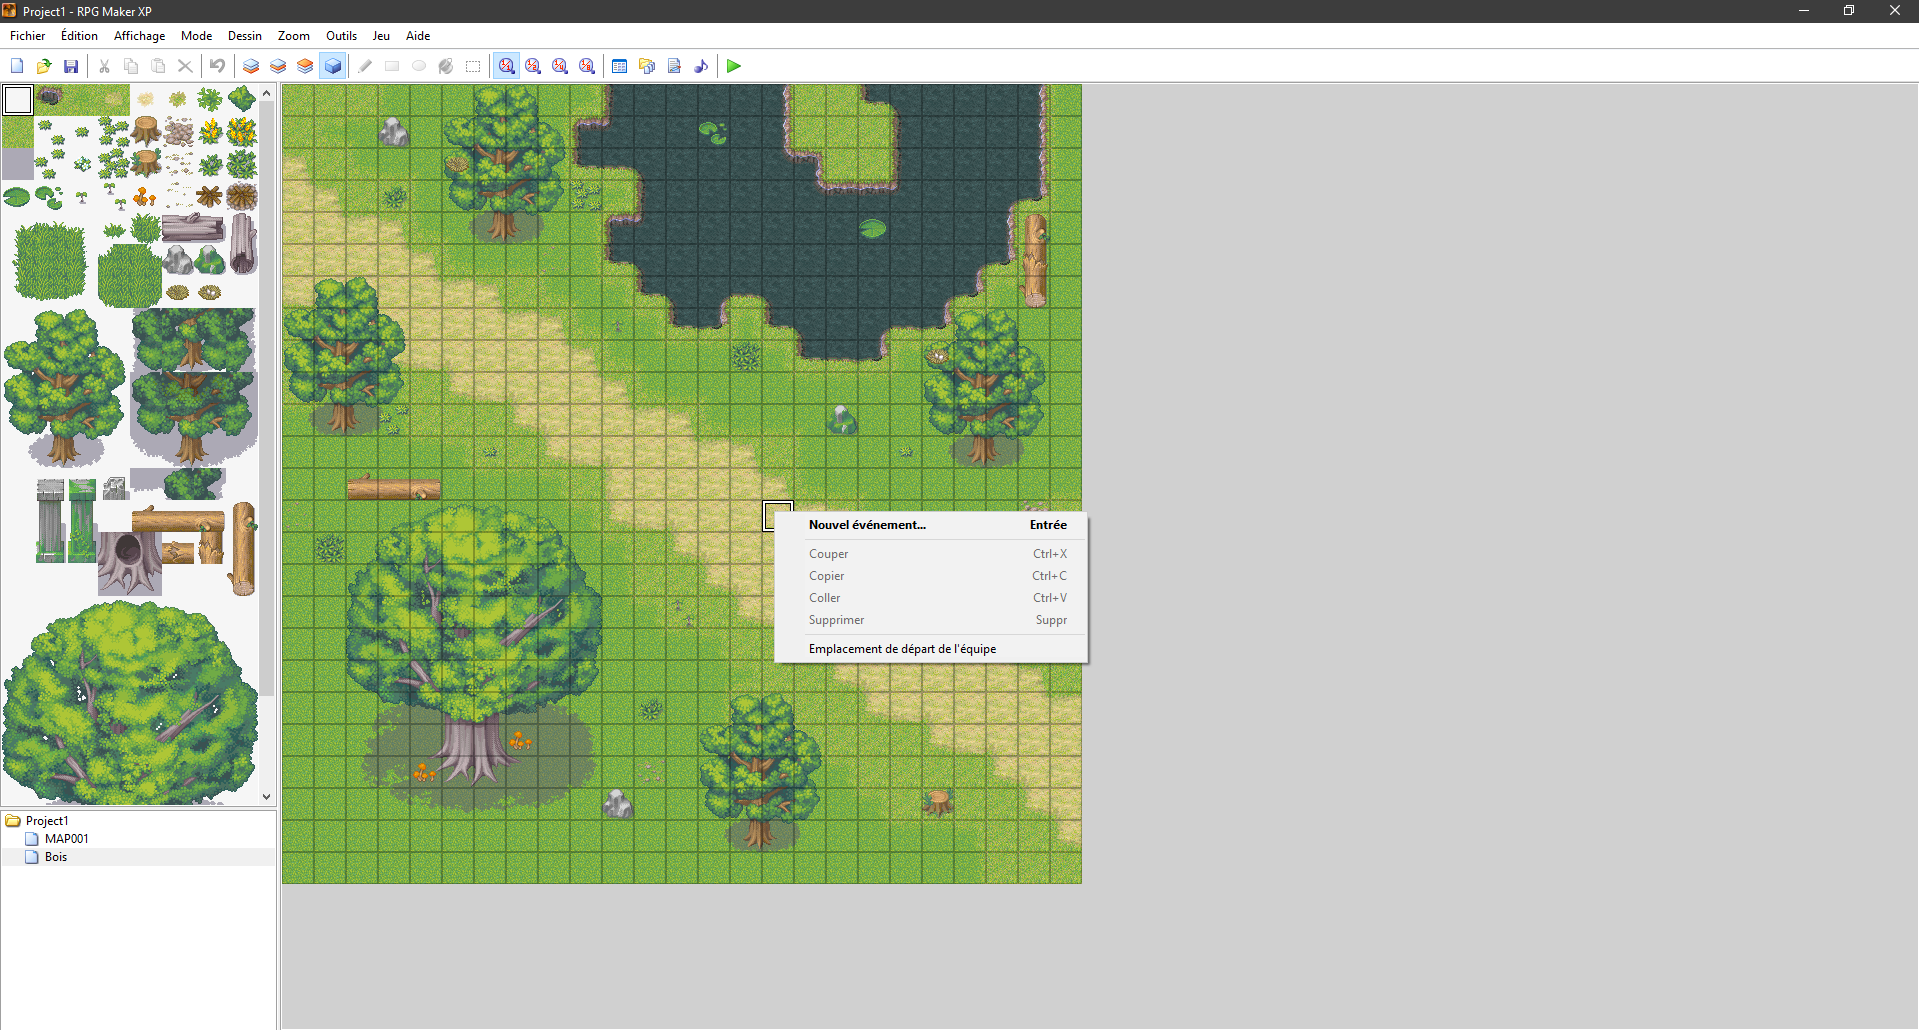 Project1 - RPG Maker XP
Fichier Édition Affichage Mode Dessin Zoom Outils Jeu Aide
Nouvel événement... Entrée
Couper Ctrl+X
Copier Ctrl+C
Coller Ctrl+V
Supprimer Suppr
Emplacement de départ de l'équipe
Project1
MAP001
Bois